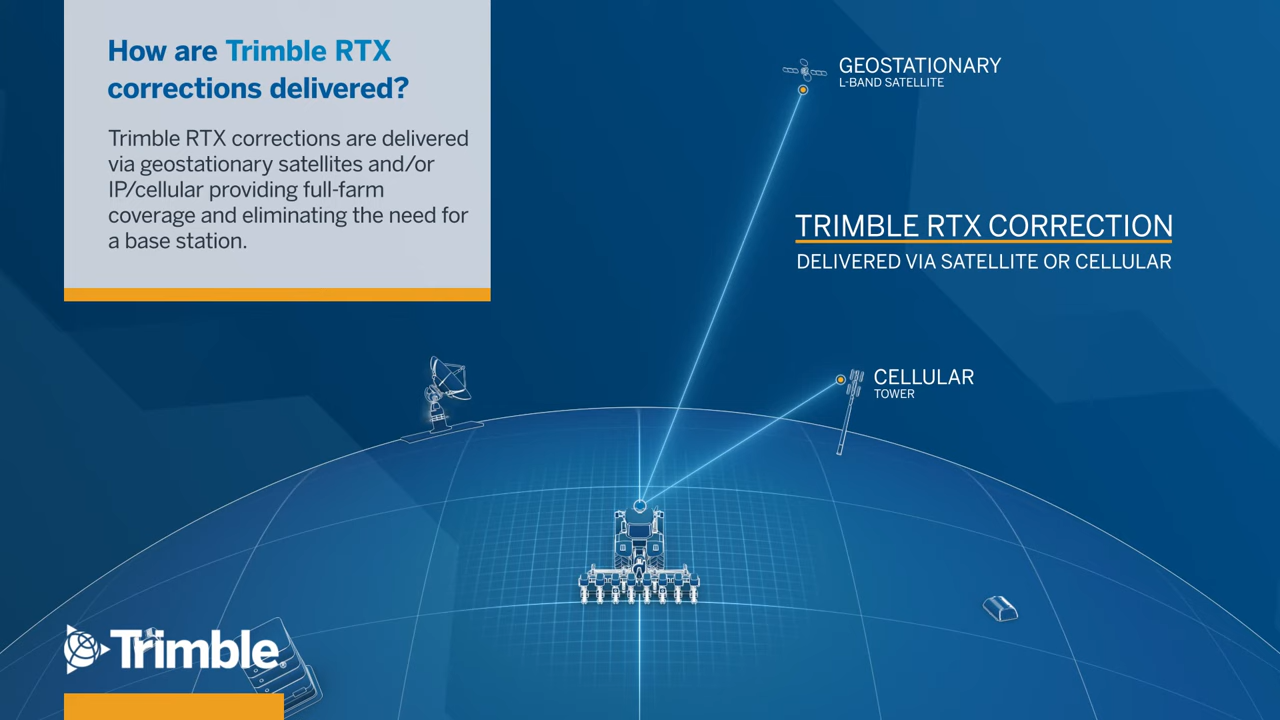 How are Trimble RTX
corrections delivered?
Trimble RTX corrections are delivered
via geostationary satellites and/or
IP/cellular providing full-farm
coverage and eliminating the need for
a base station.
GEOSTATIONARY
L-BAND SATELLITE
TRIMBLE RTX CORRECTION
DELIVERED VIA SATELLITE OR CELLULAR
CELLULAR
TOWER
Trimble®